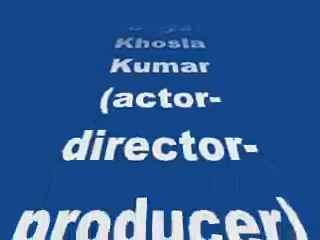 Khosla
Kumar
(actor-
director-
producer)